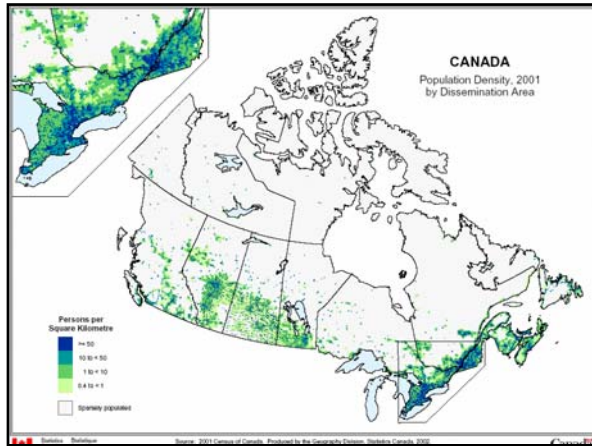 CANADA
Population Density, 2001
by Dissemination Area
Persons per
Square Kilometre
>= 50
10 to < 50
1 to < 10
0.4 to < 1
Sparsely populated
Statistics Statistique
Source: 2001 Census of Canada. Produced by the Geography Division, Statistics Canada, 2002